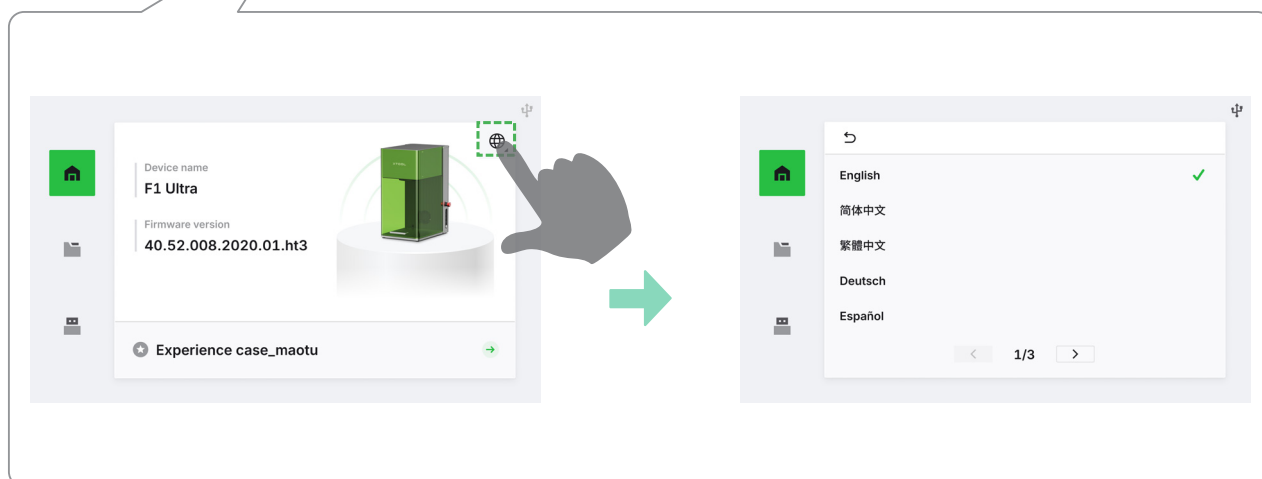 Device name
F1 Ultra
Firmware version
40.52.008.2020.01.ht3
Experience case_maotu
English
简体中文
繁體中文
Deutsch
Español
1/3